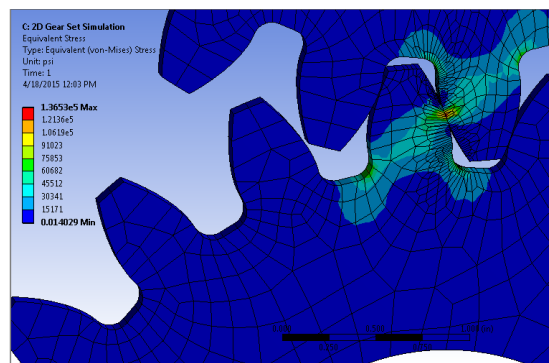 C: 2D Gear Set Simulation
Equivalent Stress
Type: Equivalent (von-Mises) Stress
Unit: psi
Time: 1
4/18/2015 12:03 PM
1.3653e5 Max
1.2136e5
1.0619e5
91023
75853
60682
45512
30341
15171
0.014029 Min